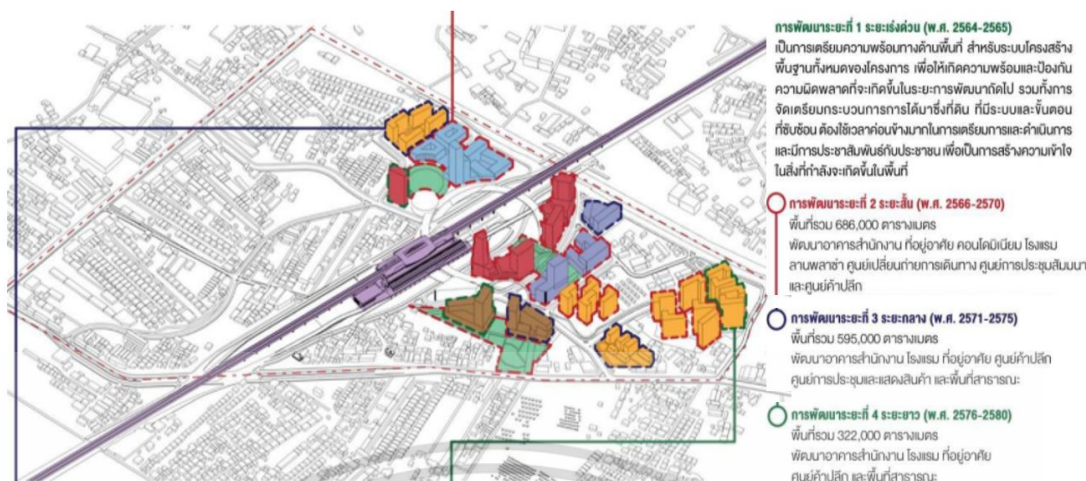 การพัฒนาระยะที่ 1 ระยะเร่งด่วน (พ.ศ. 2564-2565)
เป็นการเตรียมความพร้อมทางด้านพื้นที่ สำหรับระบบโครงสร้าง
พื้นฐานทั้งหมดของโครงการ เพื่อให้เกิดความพร้อมและป้องกัน
ความผิดพลาดที่จะเกิดขึ้นในระยะการพัฒนาถัดไป รวมทั้งการ
จัดเตรียมกระบวนการการได้มาซึ่งที่ดิน ที่มีระบบและขั้นตอน
ที่ซับซ้อน ต้องใช้เวลาค่อนข้างมากในการเตรียมการและดำเนินการ
และมีการประชาสัมพันธ์กับประชาชน เพื่อเป็นการสร้างความเข้าใจ
ในสิ่งที่กำลังจะเกิดขึ้นในพื้นที่
การพัฒนาระยะที่ 2 ระยะสั้น (พ.ศ. 2566-2570)
พื้นที่รวม 686,000 ตารางเมตร
พัฒนาอาคารสำนักงาน ที่อยู่อาศัย คอนโดมิเนียม โรงแรม
ลานพลาซ่า ศูนย์เปลี่ยนถ่ายการเดินทาง ศูนย์การประชุมสัมมนา
และศูนย์ค้าปลีก
การพัฒนาระยะที่ 3 ระยะกลาง (พ.ศ. 2571-2575)
พื้นที่รวม 595,000 ตารางเมตร
พัฒนาอาคารสำนักงาน โรงแรม ที่อยู่อาศัย ศูนย์ค้าปลีก
ศูนย์การประชุมและแสดงสินค้า และพื้นที่สาธารณะ
การพัฒนาระยะที่ 4 ระยะยาว (พ.ศ. 2576-2580)
พื้นที่รวม 322,000 ตารางเมตร
พัฒนาอาคารสำนักงาน โรงแรม ที่อยู่อาศัย
ศูนย์ค้าปลีก และพื้นที่สาธารณะ